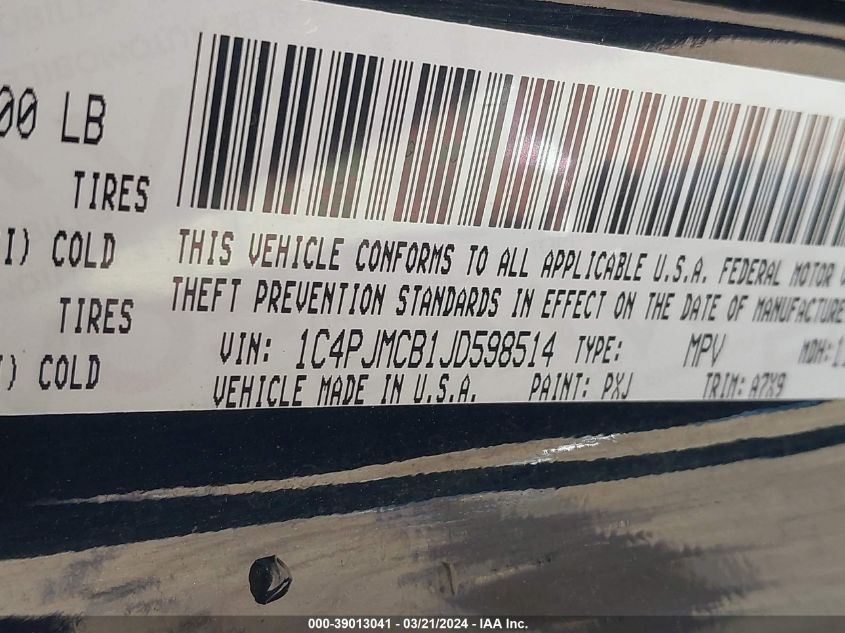 00 LB
TIRES
I) COLD
TIRES
I) COLD
THIS VEHICLE CONFORMS TO ALL APPLICABLE U.S.A. FEDERAL MOTOR
THEFT PREVENTION STANDARDS IN EFFECT ON THE DATE OF MANUFACTURE
VIN: 1C4PJMCB1JD598514 TYPE: MPV MDH:
VEHICLE MADE IN U.S.A. PAINT: PXJ TRIM: A7X9
000-39013041 — 03/21/2024 — IAA Inc.